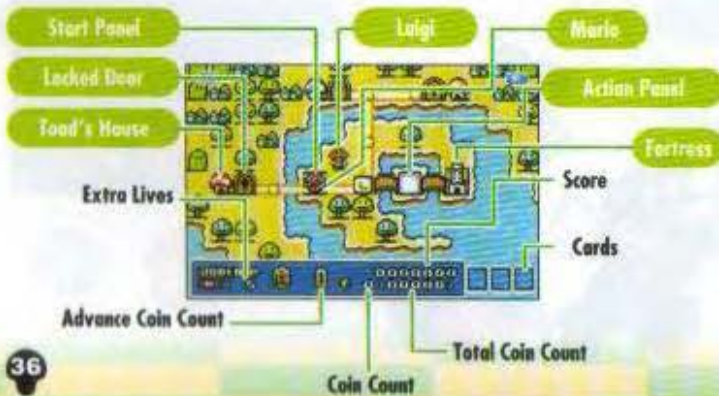 Start Panel
Luigi
Mario
Locked Door
Action Panel
Toad's House
Fortress
Extra Lives
Score
Cards
Advance Coin Count
Total Coin Count
Coin Count
36